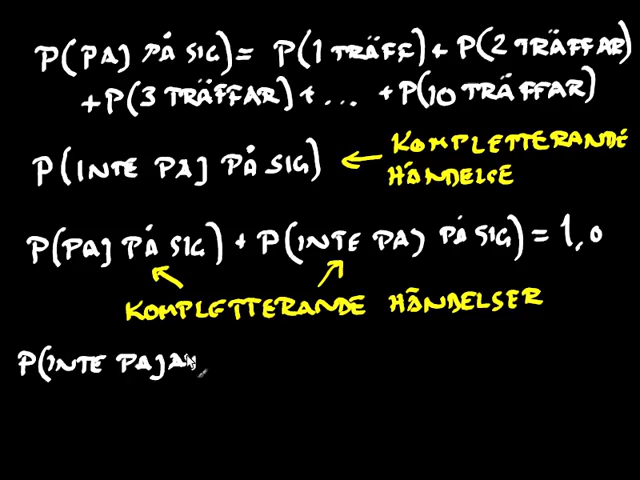 P(PAJ PÅ SIG) = P(1 TRÄFF) + P(2 TRÄFFAR)
+ P(3 TRÄFFAR) + ... + P(10 TRÄFFAR)
P(INTE PAJ PÅ SIG) ← KOMPLETTERANDE
HÄNDELSE
P(PAJ PÅ SIG) + P(INTE PAJ PÅ SIG) = 1,0
KOMPLETTERANDE HÄNDELSER
P(INTE PAJAN